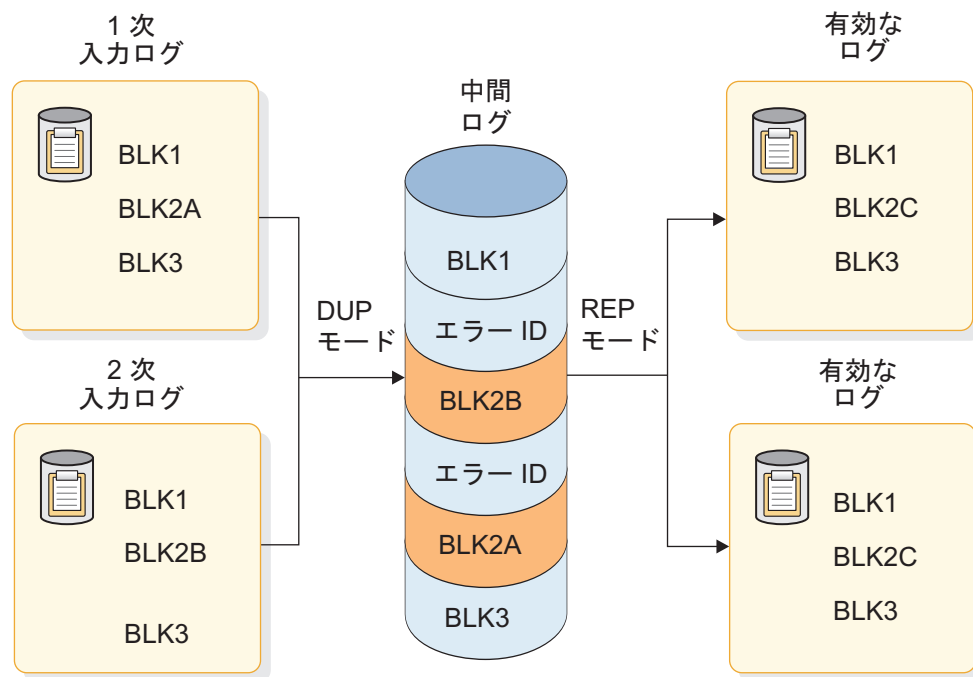 1 次
入力ログ
BLK1
BLK2A
BLK3
2 次
入力ログ
BLK1
BLK2B
BLK3
DUP
モード
中間
ログ
BLK1
エラー ID
BLK2B
エラー ID
BLK2A
BLK3
REP
モード
有効な
ログ
BLK1
BLK2C
BLK3
有効な
ログ
BLK1
BLK2C
BLK3